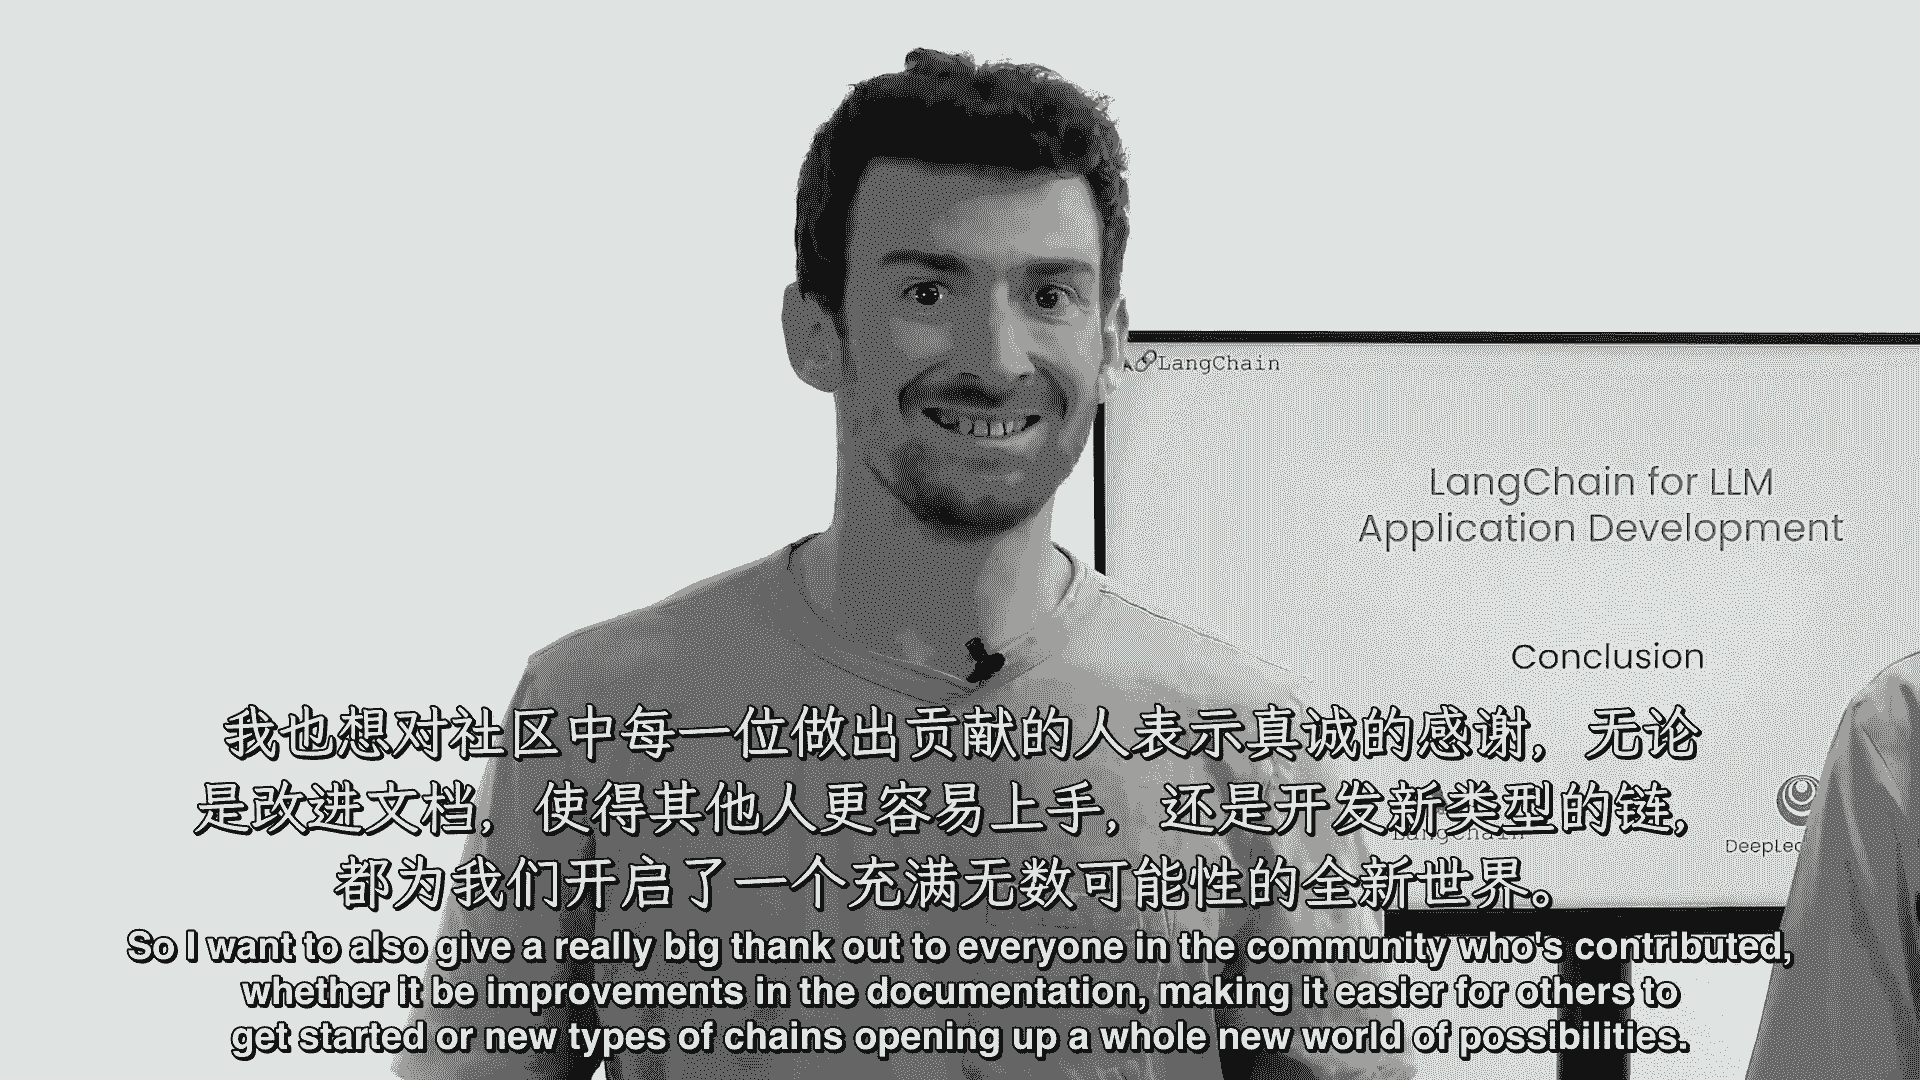 LangChain
LangChain for LLM
Application Development
Conclusion
LangChain
我也想对社区中每一位做出贡献的人表示真诚的感谢，无论
是改进文档，使得其他人更容易上手，还是开发新类型的链，
都为我们开启了一个充满无数可能性的全新世界。
So I want to also give a really big thank out to everyone in the community who's contributed,
whether it be improvements in the documentation, making it easier for others to
get started or new types of chains opening up a whole new world of possibilities.